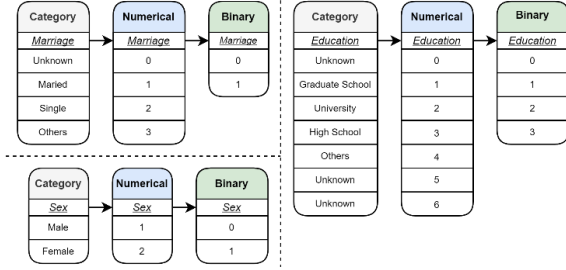 Category Numerical Binary
Marriage Marriage Marriage
Unknown 0 0
Maried 1 1
Single 2
Others 3
Category Numerical Binary
Sex Sex Sex
Male 1 0
Female 2 1
Category Numerical Binary
Education Education Education
Unknown 0 0
Graduate School 1 1
University 2 2
High School 3 3
Others 4
Unknown 5
Unknown 6